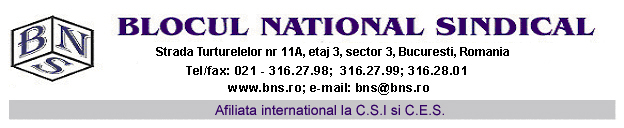 BNS
BLOCUL NATIONAL SINDICAL
Strada Turturelelor nr 11A, etaj 3, sector 3, Bucuresti, Romania
Tel/fax: 021 - 316.27.98; 316.27.99; 316.28.01
www.bns.ro; e-mail: bns@bns.ro
Afiliata international la C.S.I si C.E.S.